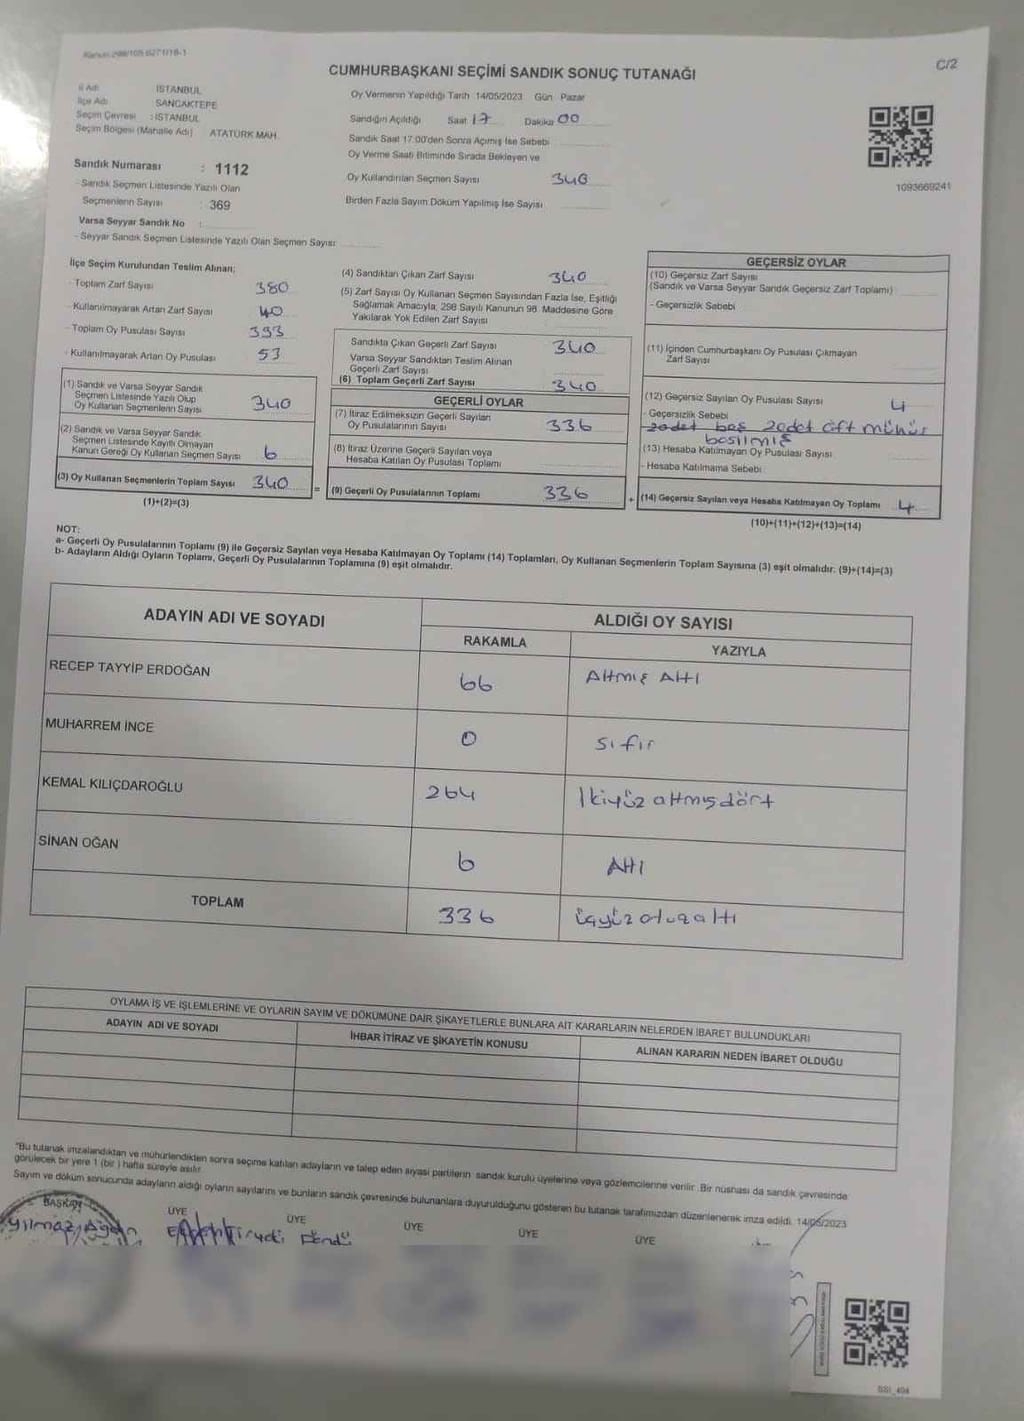 C/2
CUMHURBAŞKANI SEÇİMİ SANDIK SONUÇ TUTANAĞI
İl Adı İSTANBUL
İlçe Adı SANCAKTEPE
Seçim Çevresi : İSTANBUL
Seçim Bölgesi (Mahalle Adı) ATATÜRK MAH.
Sandık Numarası : 1112
- Sandık Seçmen Listesinde Yazılı Olan
Seçmenlerin Sayısı : 369
Varsa Seyyar Sandık No :
- Seyyar Sandık Seçmen Listesinde Yazılı Olan Seçmen Sayısı:
Oy Vermenin Yapıldığı Tarih 14/05/2023 Gün Pazar
Sandığın Açıldığı Saat 17 Dakika 00
Sandık Saat 17:00'den Sonra Açılmış İse Sebebi
Oy Verme Saati Bitiminde Sırada Bekleyen ve
Oy Kullandırılan Seçmen Sayısı 340
Birden Fazla Sayım Döküm Yapılmış İse Sayısı
1093669241
İlçe Seçim Kurulundan Teslim Alınan;
- Toplam Zarf Sayısı 380
- Kullanılmayarak Artan Zarf Sayısı 40
- Toplam Oy Pusulası Sayısı 393
- Kullanılmayarak Artan Oy Pusulası 53
(1) Sandık ve Varsa Seyyar Sandık
Seçmen Listesinde Yazılı Olup
Oy Kullanan Seçmenlerin Sayısı 340
(2) Sandık ve Varsa Seyyar Sandık
Seçmen Listesinde Kayıtlı Olmayan
Kanun Gereği Oy Kullanan Seçmen Sayısı 6
(3) Oy Kullanan Seçmenlerin Toplam Sayısı 340
(1)+(2)=(3)
(4) Sandıktan Çıkan Zarf Sayısı 340
(5) Zarf Sayısı Oy Kullanan Seçmen Sayısından Fazla İse, Eşitliği
Sağlamak Amacıyla, 298 Sayılı Kanunun 98. Maddesine Göre
Yakılarak Yok Edilen Zarf Sayısı
Sandıkta Çıkan Geçerli Zarf Sayısı 340
Varsa Seyyar Sandıktan Teslim Alınan
Geçerli Zarf Sayısı
(6) Toplam Geçerli Zarf Sayısı 340
GEÇERLİ OYLAR
(7) İtiraz Edilmeksizin Geçerli Sayılan
Oy Pusulalarının Sayısı 336
(8) İtiraz Üzerine Geçerli Sayılan veya
Hesaba Katılan Oy Pusulası Toplamı
= (9) Geçerli Oy Pusulalarının Toplamı 336
GEÇERSİZ OYLAR
(10) Geçersiz Zarf Sayısı
(Sandık ve Varsa Seyyar Sandık Geçersiz Zarf Toplamı)
- Geçersizlik Sebebi
(11) İçinden Cumhurbaşkanı Oy Pusulası Çıkmayan
Zarf Sayısı
(12) Geçersiz Sayılan Oy Pusulası Sayısı 4
- Geçersizlik Sebebi
2 adet boş 2 adet çift mühür
basılmış
(13) Hesaba Katılmayan Oy Pusulası Sayısı
- Hesaba Katılmama Sebebi
+ (14) Geçersiz Sayılan veya Hesaba Katılmayan Oy Toplamı 4
(10)+(11)+(12)+(13)=(14)
NOT:
a- Geçerli Oy Pusulalarının Toplamı (9) ile Geçersiz Sayılan veya Hesaba Katılmayan Oy Toplamı (14) Toplamları, Oy Kullanan Seçmenlerin Toplam Sayısına (3) eşit olmalıdır. (9)+(14)=(3)
b- Adayların Aldığı Oyların Toplamı, Geçerli Oy Pusulalarının Toplamına (9) eşit olmalıdır.
ADAYIN ADI VE SOYADI ALDIĞI OY SAYISI
RAKAMLA YAZIYLA
RECEP TAYYİP ERDOĞAN 66 Altmış Altı
MUHARREM İNCE 0 Sıfır
KEMAL KILIÇDAROĞLU 264 İkiyüz altmış dört
SİNAN OĞAN 6 Altı
TOPLAM 336 üçyüz otuz altı
OYLAMA İŞ VE İŞLEMLERİNE VE OYLARIN SAYIM VE DÖKÜMÜNE DAİR ŞİKAYETLERLE BUNLARA AİT KARARLARIN NELERDEN İBARET BULUNDUKLARI
ADAYIN ADI VE SOYADI İHBAR İTİRAZ VE ŞİKAYETİN KONUSU ALINAN KARARIN NEDEN İBARET OLDUĞU
"Bu tutanak imzalandıktan ve mühürlendikten sonra seçime katılan adayların ve talep eden siyasi partilerin sandık kurulu üyelerine veya gözlemcilerine verilir. Bir nüshası da sandık çevresinde
görülecek bir yere 1 (bir) hafta süreyle asılır.
Sayım ve döküm sonucunda adayların aldığı oyların sayılarını ve bunların sandık çevresinde bulunanlara duyurulduğunu gösteren bu tutanak tarafımızdan düzenlenerek imza edildi. 14/05/2023
BAŞKAN ÜYE ÜYE ÜYE ÜYE ÜYE